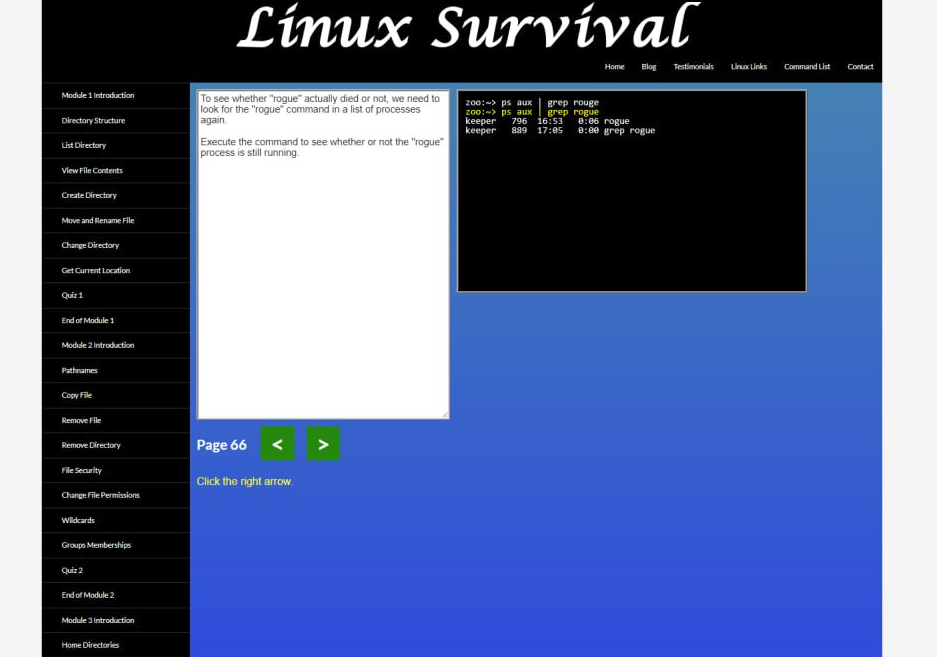 Linux Survival
Home Blog Testimonials Linux Links Command List Contact
Module 1 Introduction
Directory Structure
List Directory
View File Contents
Create Directory
Move and Rename File
Change Directory
Get Current Location
Quiz 1
End of Module 1
Module 2 Introduction
Pathnames
Copy File
Remove File
Remove Directory
File Security
Change File Permissions
Wildcards
Groups Memberships
Quiz 2
End of Module 2
Module 3 Introduction
Home Directories
To see whether "rogue" actually died or not, we need to
look for the "rogue" command in a list of processes
again.
Execute the command to see whether or not the "rogue"
process is still running.
Page 66 < >
Click the right arrow.
zoo:~> ps aux | grep rouge
zoo:~> ps aux | grep rogue
keeper 796 16:53 0:06 rogue
keeper 889 17:05 0:00 grep rogue